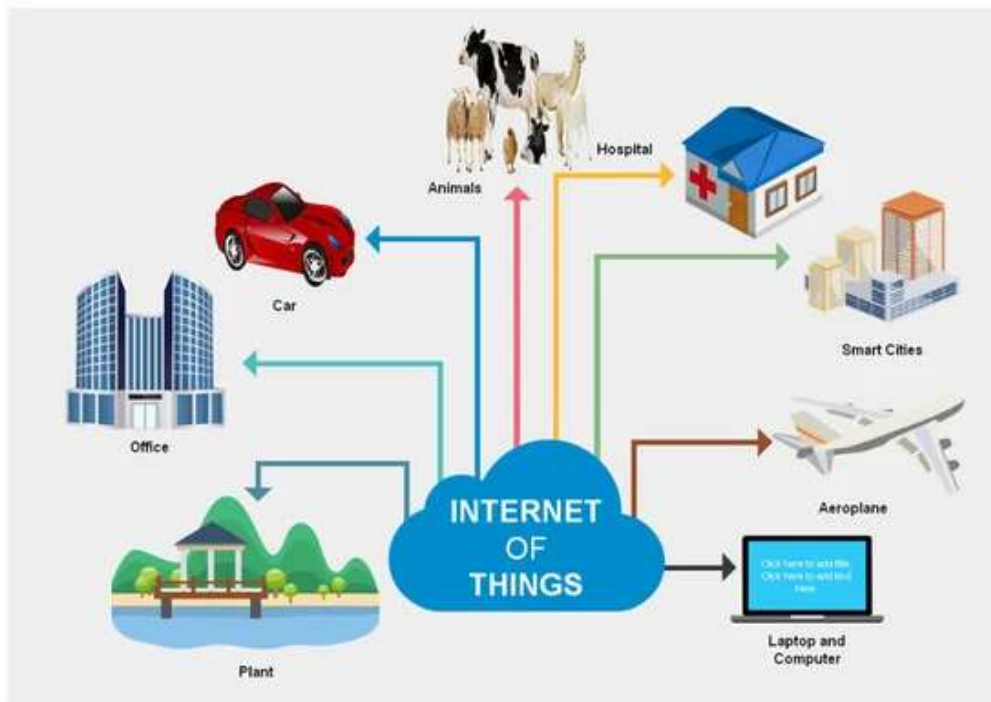 Hospital
Animals
Car
Smart Cities
Office
Aeroplane
INTERNET
OF
THINGS
Click here to add title
Click here to add text
here
Laptop and
Computer
Plant